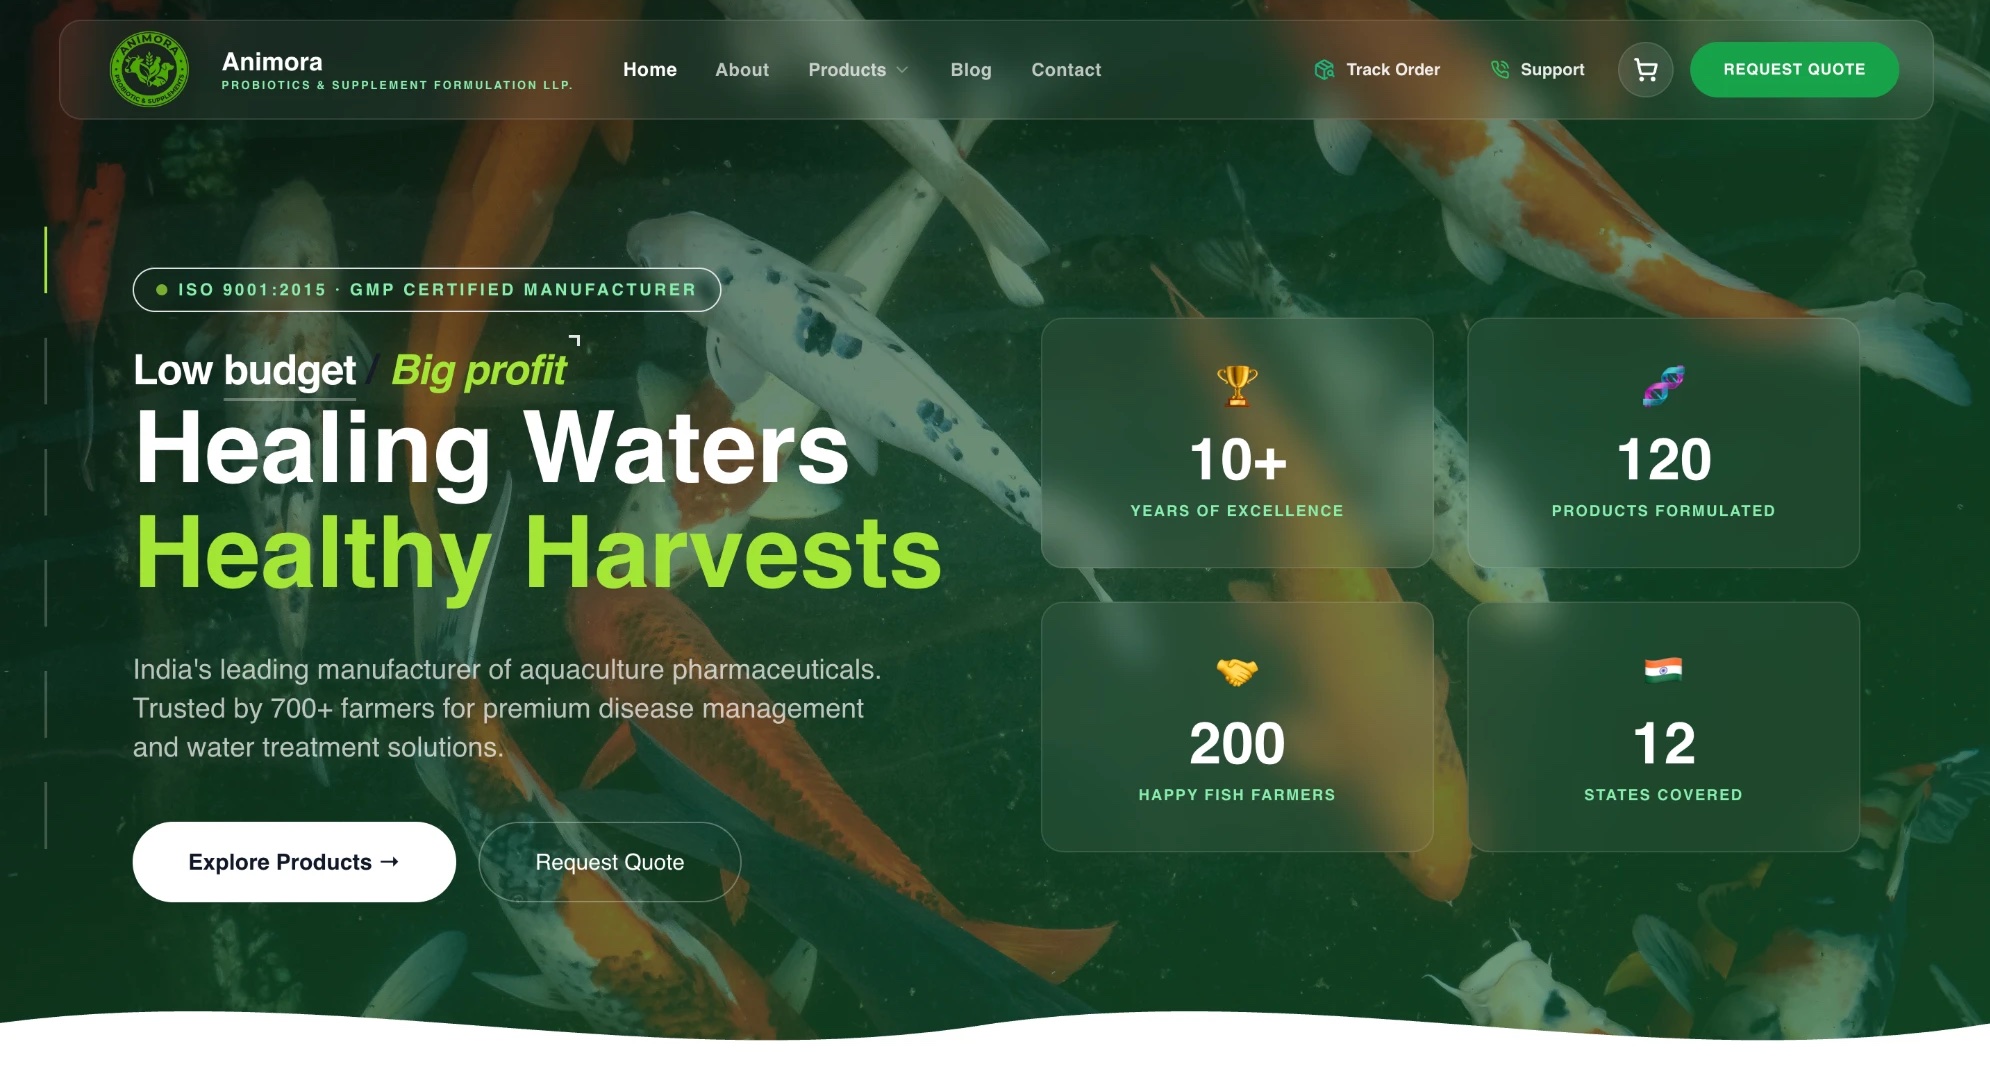 ANIMORA
Animora
PROBIOTICS & SUPPLEMENT FORMULATION LLP.
Home
About
Products
Blog
Contact
Track Order
Support
REQUEST QUOTE
ISO 9001:2015 · GMP CERTIFIED MANUFACTURER
Low budget / Big profit
Healing Waters
Healthy Harvests
India's leading manufacturer of aquaculture pharmaceuticals.
Trusted by 700+ farmers for premium disease management
and water treatment solutions.
Explore Products →
Request Quote
10+
YEARS OF EXCELLENCE
120
PRODUCTS FORMULATED
200
HAPPY FISH FARMERS
12
STATES COVERED